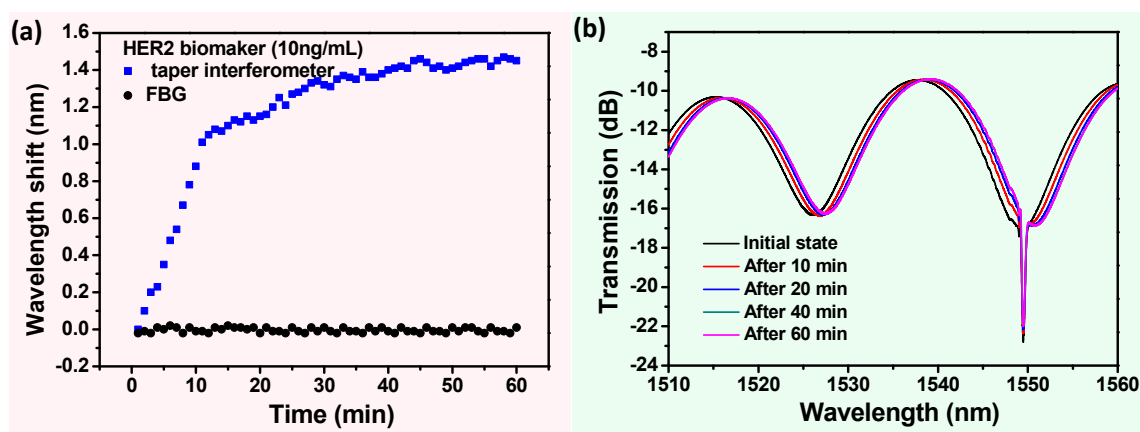 (a)
HER2 biomaker (10ng/mL)
taper interferometer
FBG
Wavelength shift (nm)
1.6
1.4
1.2
1.0
0.8
0.6
0.4
0.2
0.0
-0.2
0 10 20 30 40 50 60
Time (min)
(b)
Transmission (dB)
-8
-10
-12
-14
-16
-18
-20
-22
-24
Initial state
After 10 min
After 20 min
After 40 min
After 60 min
1510 1520 1530 1540 1550 1560
Wavelength (nm)